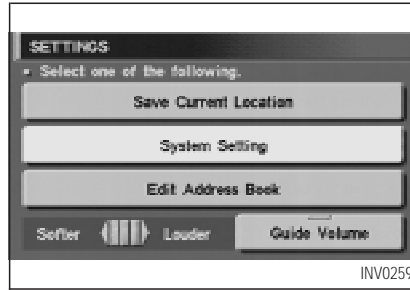 SETTINGS
Select one of the following.
Save Current Location
System Setting
Edit Address Book
Softer Louder Guide Volume
INV0259